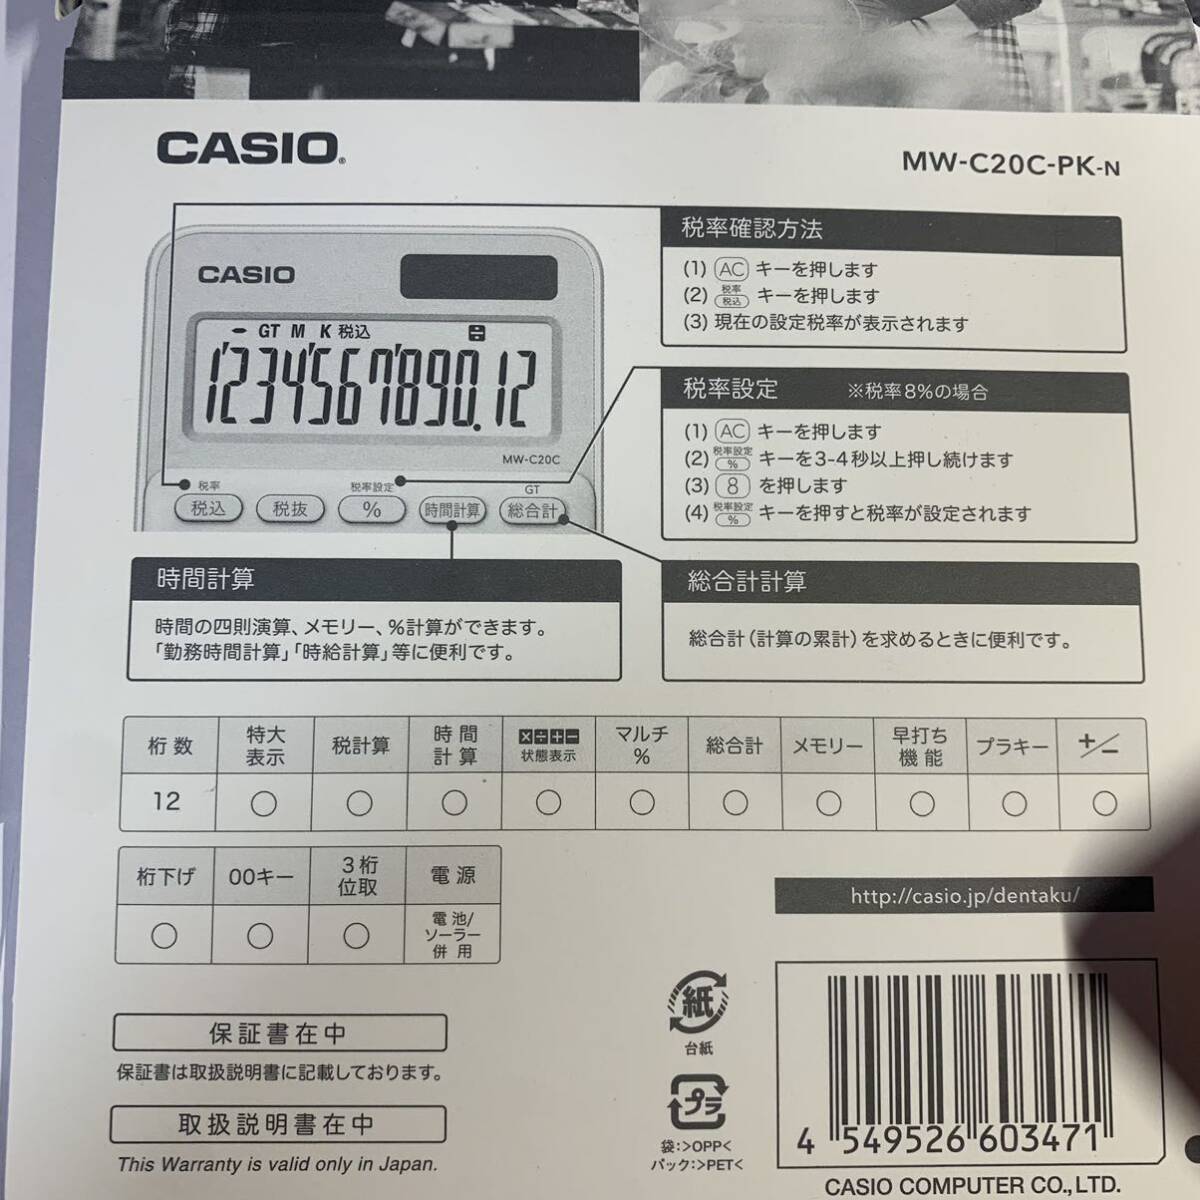 CASIO®
MW-C20C-PK-N
CASIO
GT M K 税込
1'234'567'890.12
MW-C20C
税率
税率設定
GT
税込
税抜
%
時間計算
総合計
税率確認方法
(1) AC キーを押します
(2) 税率 税込 キーを押します
(3) 現在の設定税率が表示されます
税率設定 ※税率8%の場合
(1) AC キーを押します
(2) 税率設定 % キーを3-4秒以上押し続けます
(3) 8 を押します
(4) 税率設定 % キーを押すと税率が設定されます
時間計算
時間の四則演算、メモリー、%計算ができます。
「勤務時間計算」「時給計算」等に便利です。
総合計計算
総合計（計算の累計）を求めるときに便利です。
桁数 特大表示 税計算 時間計算 ×÷+−状態表示 マルチ% 総合計 メモリー 早打ち機能 プラキー +/−
12 ○ ○ ○ ○ ○ ○ ○ ○ ○ ○
桁下げ 00キー 3桁位取 電源
○ ○ ○ 電池/ソーラー併用
http://casio.jp/dentaku/
保証書在中
保証書は取扱説明書に記載しております。
取扱説明書在中
This Warranty is valid only in Japan.
紙
台紙
プラ
袋:>OPP<
パック:>PET<
4 549526 603471
CASIO COMPUTER CO.,LTD.